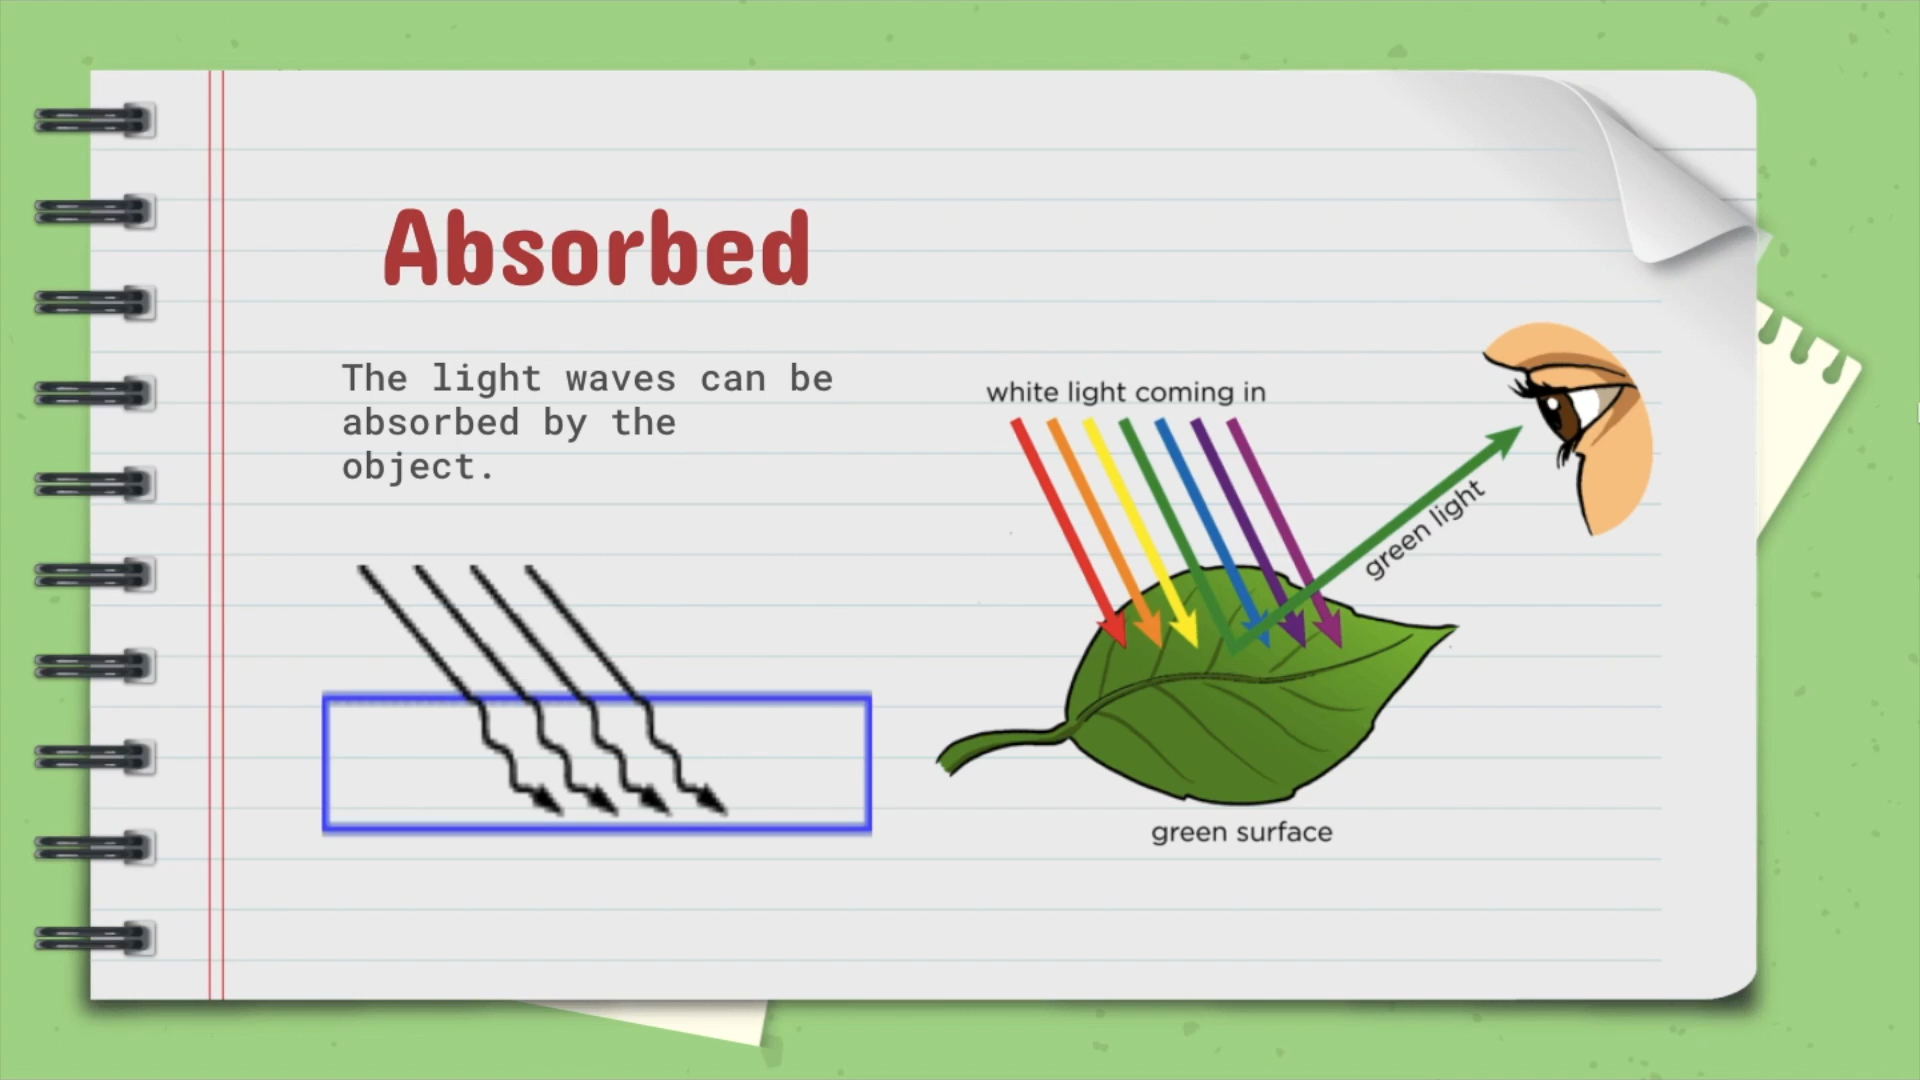 Absorbed
The light waves can be
absorbed by the
object.
white light coming in
green light
green surface